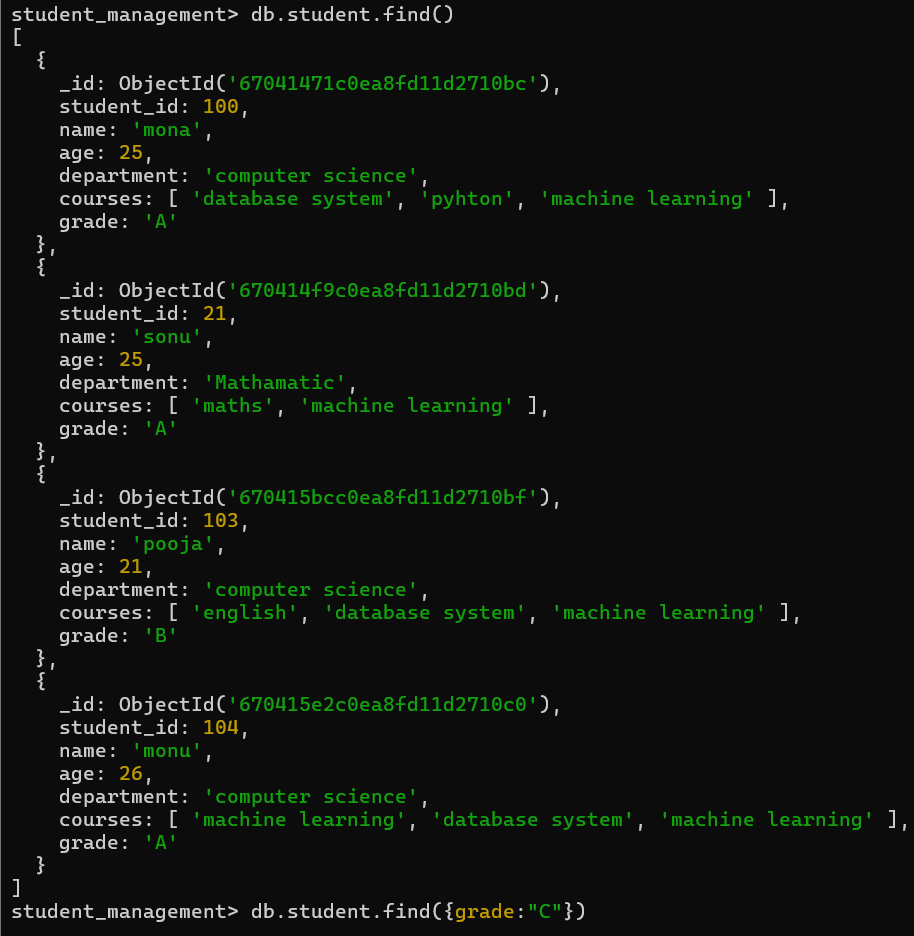 student_management> db.student.find()
[
  {
    _id: ObjectId('67041471c0ea8fd11d2710bc'),
    student_id: 100,
    name: 'mona',
    age: 25,
    department: 'computer science',
    courses: [ 'database system', 'pyhton', 'machine learning' ],
    grade: 'A'
  },
  {
    _id: ObjectId('670414f9c0ea8fd11d2710bd'),
    student_id: 21,
    name: 'sonu',
    age: 25,
    department: 'Mathamatic',
    courses: [ 'maths', 'machine learning' ],
    grade: 'A'
  },
  {
    _id: ObjectId('670415bcc0ea8fd11d2710bf'),
    student_id: 103,
    name: 'pooja',
    age: 21,
    department: 'computer science',
    courses: [ 'english', 'database system', 'machine learning' ],
    grade: 'B'
  },
  {
    _id: ObjectId('670415e2c0ea8fd11d2710c0'),
    student_id: 104,
    name: 'monu',
    age: 26,
    department: 'computer science',
    courses: [ 'machine learning', 'database system', 'machine learning' ],
    grade: 'A'
  }
]
student_management> db.student.find({grade:"C"})